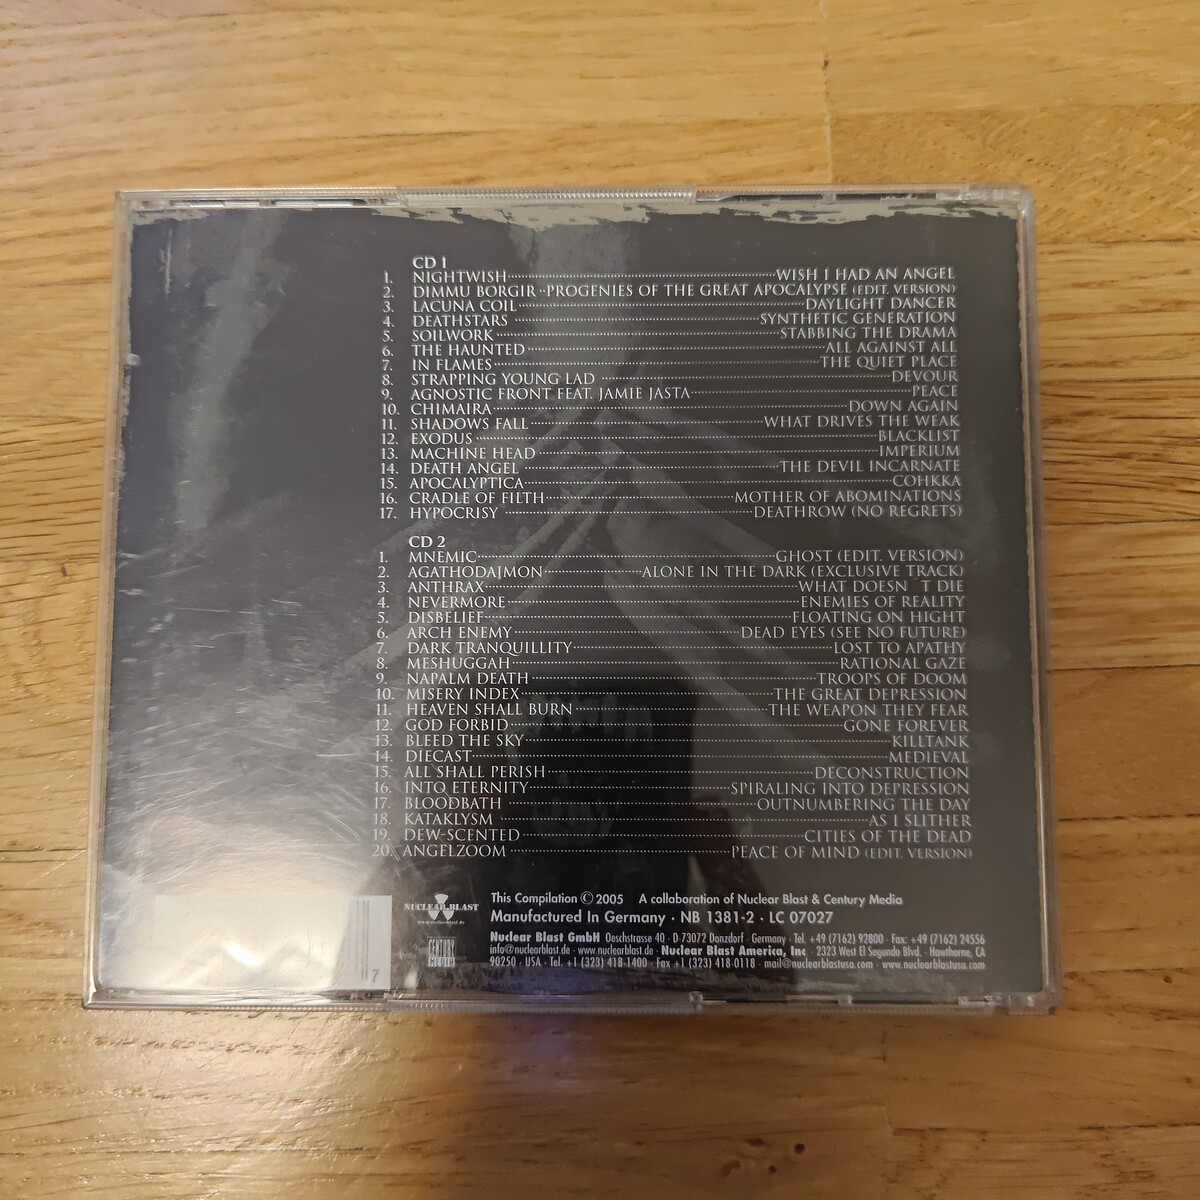 CD 1
1. NIGHTWISH WISH I HAD AN ANGEL
2. DIMMU BORGIR PROGENIES OF THE GREAT APOCALYPSE (EDIT. VERSION)
3. LACUNA COIL DAYLIGHT DANCER
4. DEATHSTARS SYNTHETIC GENERATION
5. SOILWORK STABBING THE DRAMA
6. THE HAUNTED ALL AGAINST ALL
7. IN FLAMES THE QUIET PLACE
8. STRAPPING YOUNG LAD DEVOUR
9. AGNOSTIC FRONT FEAT. JAMIE JASTA PEACE
10. CHIMAIRA DOWN AGAIN
11. SHADOWS FALL WHAT DRIVES THE WEAK
12. EXODUS BLACKLIST
13. MACHINE HEAD IMPERIUM
14. DEATH ANGEL THE DEVIL INCARNATE
15. APOCALYPTICA COHKKA
16. CRADLE OF FILTH MOTHER OF ABOMINATIONS
17. HYPOCRISY DEATHROW (NO REGRETS)
CD 2
1. MNEMIC GHOST (EDIT. VERSION)
2. AGATHODAJMON ALONE IN THE DARK (EXCLUSIVE TRACK)
3. ANTHRAX WHAT DOESN´T DIE
4. NEVERMORE ENEMIES OF REALITY
5. DISBELIEF FLOATING ON HIGHT
6. ARCH ENEMY DEAD EYES (SEE NO FUTURE)
7. DARK TRANQUILLITY LOST TO APATHY
8. MESHUGGAH RATIONAL GAZE
9. NAPALM DEATH TROOPS OF DOOM
10. MISERY INDEX THE GREAT DEPRESSION
11. HEAVEN SHALL BURN THE WEAPON THEY FEAR
12. GOD FORBID GONE FOREVER
13. BLEED THE SKY KILLTANK
14. DIECAST MEDIEVAL
15. ALL SHALL PERISH DECONSTRUCTION
16. INTO ETERNITY SPIRALING INTO DEPRESSION
17. BLOODBATH OUTNUMBERING THE DAY
18. KATAKLYSM AS I SLITHER
19. DEW-SCENTED CITIES OF THE DEAD
20. ANGELZOOM PEACE OF MIND (EDIT. VERSION)
NUCLEAR BLAST
www.nuclearblast.de
CENTURY
MEDIA
This Compilation © 2005 A collaboration of Nuclear Blast & Century Media
Manufactured In Germany · NB 1381-2 · LC 07027
Nuclear Blast GmbH Oeschstrasse 40 · D-73072 Donzdorf · Germany · Tel. +49 (7162) 92800 · Fax: +49 (7162) 24556
info@nuclearblast.de · www.nuclearblast.de · Nuclear Blast America, Inc. · 2323 West El Segundo Blvd. · Hawthorne, CA
90250 · USA · Tel. +1 (323) 418-1400 · Fax +1 (323) 418-0118 · mail@nuclearblastusa.com · www.nuclearblastusa.com
7